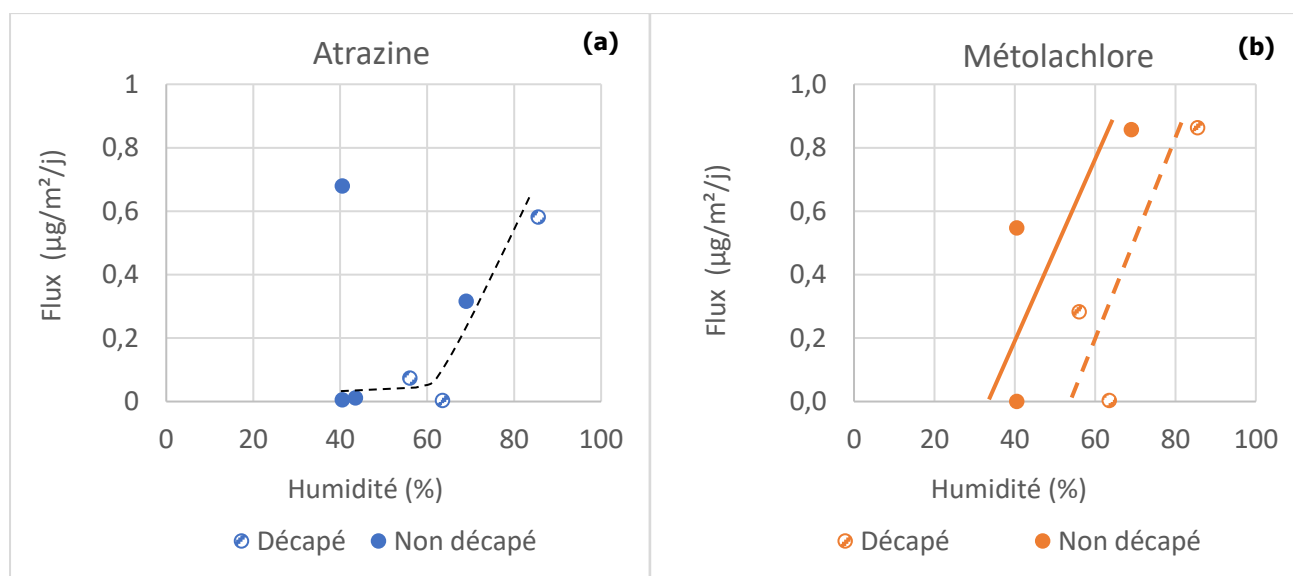 Atrazine
(a)
Flux (µg/m²/j)
1
0,8
0,6
0,4
0,2
0
0 20 40 60 80 100
Humidité (%)
Décapé Non décapé
Métolachlore
(b)
Flux (µg/m²/j)
1,0
0,8
0,6
0,4
0,2
0,0
0 20 40 60 80 100
Humidité (%)
Décapé Non décapé